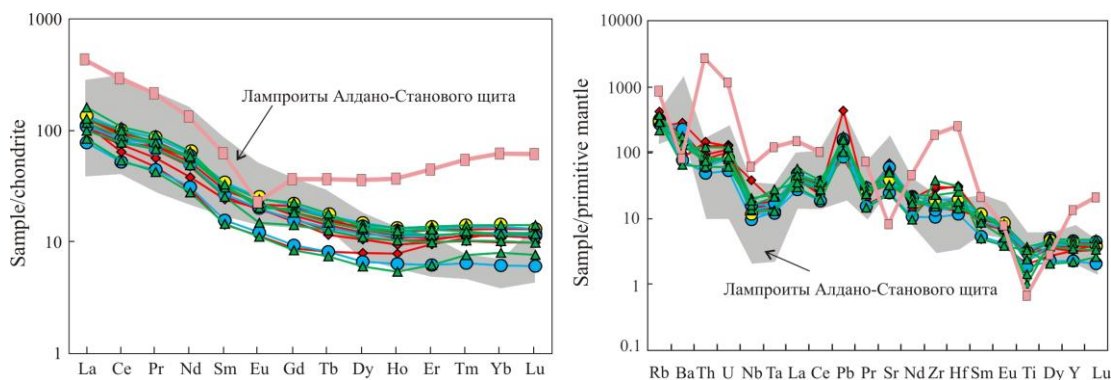 1000
100
10
1
Sample/chondrite
Лампроиты Алдано-Станового щита
La Ce Pr Nd Sm Eu Gd Tb Dy Ho Er Tm Yb Lu
10000
1000
100
10
1
0.1
Sample/primitive mantle
Лампроиты Алдано-Станового щита
Rb Ba Th U Nb Ta La Ce Pb Pr Sr Nd Zr Hf Sm Eu Ti Dy Y Lu